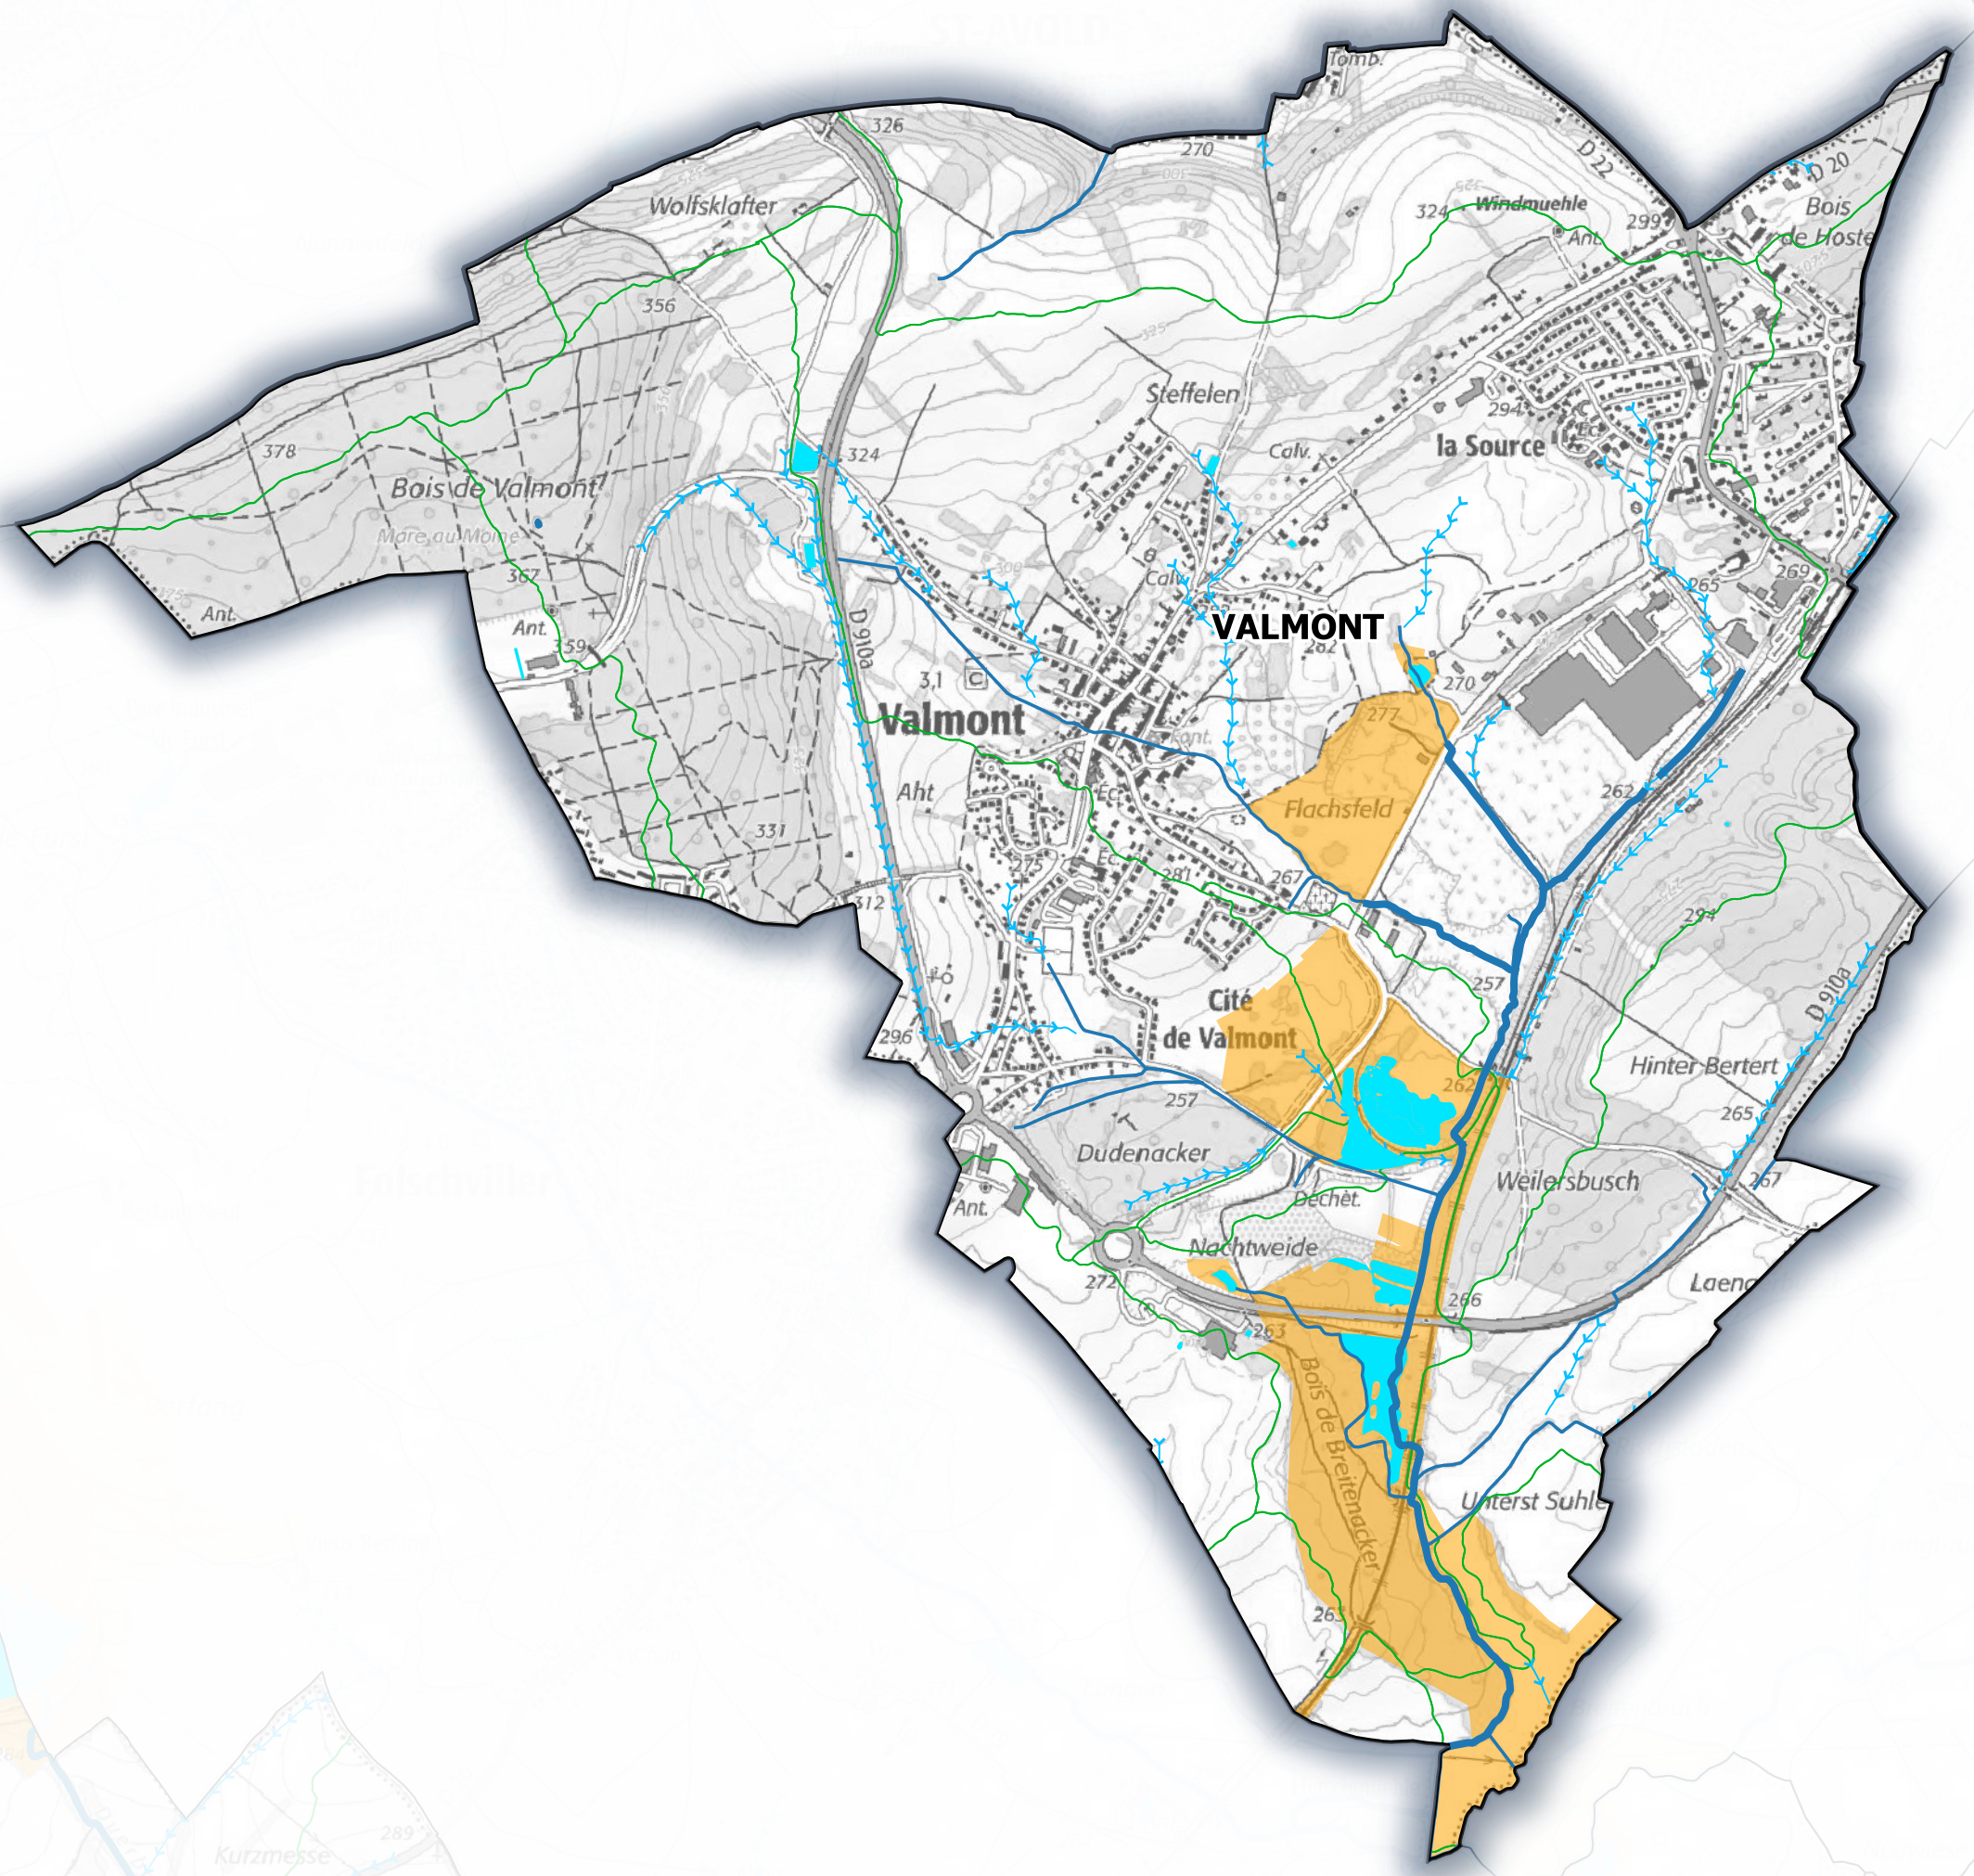 Tomb.
326
270
D 22
D 20
Wolfsklafter
324
Windmuehle
299
Bois
de Hoste
Ant.
356
325
Steffelen
294
Ec.
378
324
Calv.
la Source
Bois de Valmont
Mare au Moine
300
367
Calv.
265
269
Ant.
Ant.
359
D 910a
VALMONT
282
3,1
C
270
Valmont
277
Font.
Aht
Ec.
Flachsfeld
262
331
275
Ec.
281
267
312
294
257
D 910a
Cité
de Valmont
296
Hinter Bertert
262
257
265
Dudenacker
Weilersbusch
267
Déchèt.
Ant.
Nachtweide
272
Laeng
266
263
Bois de Breitenacker
Unterst Suhle
263
289
Kurzmesse